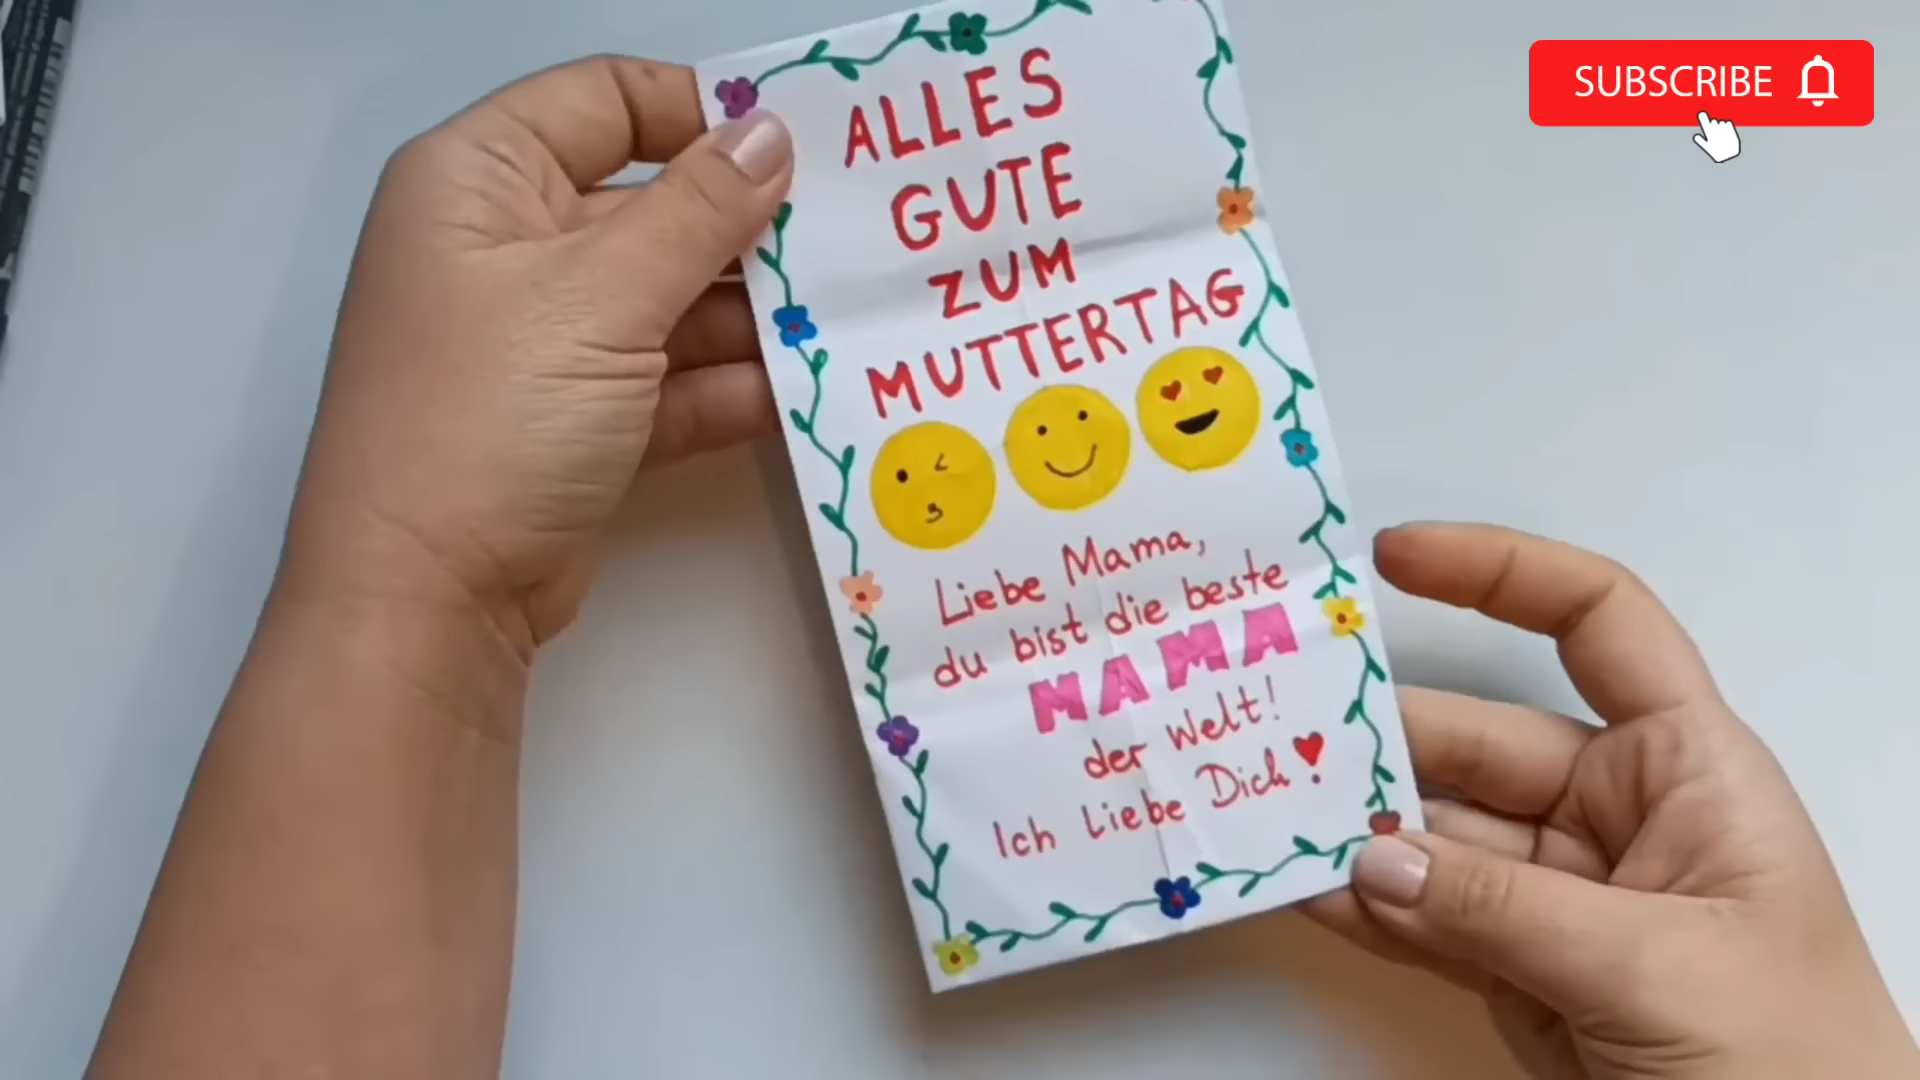 SUBSCRIBE
ALLES
GUTE
ZUM
MUTTERTAG
Liebe Mama,
du bist die beste
MAMA
der Welt!
Ich liebe Dich!